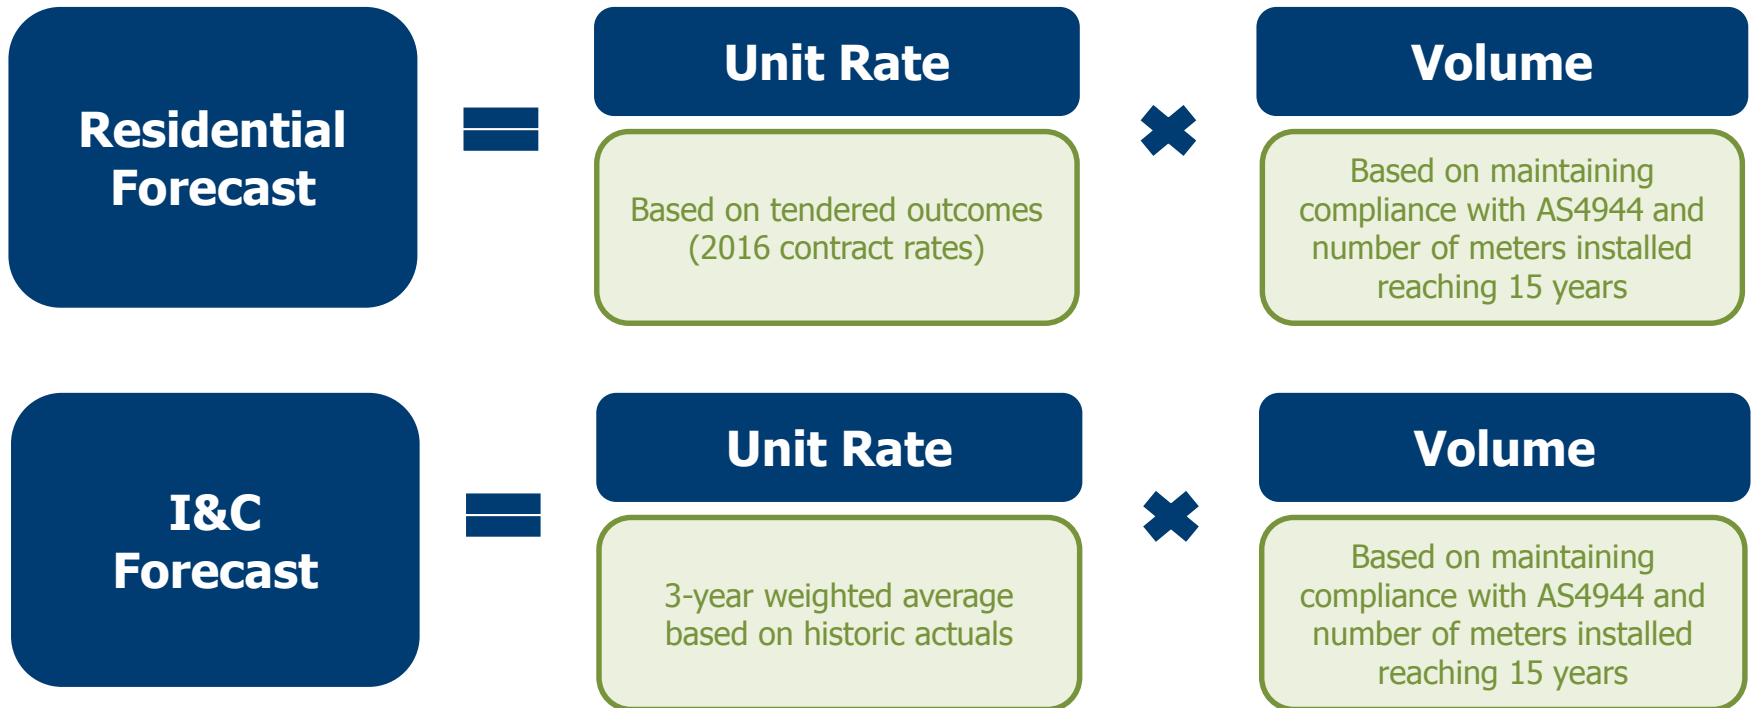 Residential
Forecast
Unit Rate
Based on tendered outcomes
(2016 contract rates)
Volume
Based on maintaining
compliance with AS4944 and
number of meters installed
reaching 15 years
I&C
Forecast
Unit Rate
3-year weighted average
based on historic actuals
Volume
Based on maintaining
compliance with AS4944 and
number of meters installed
reaching 15 years